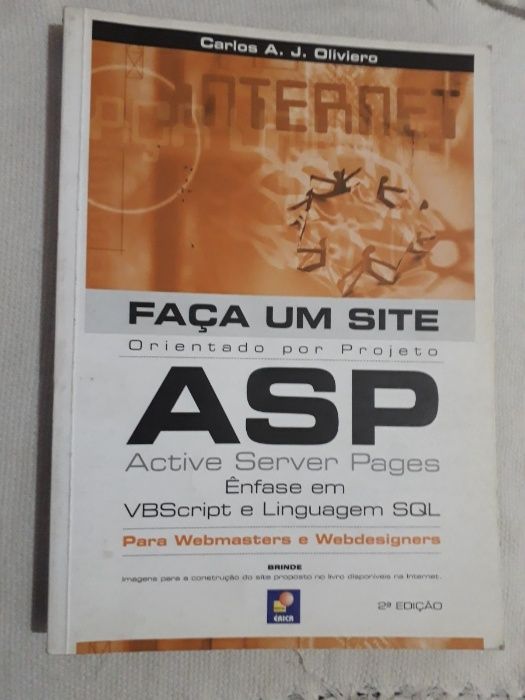 Carlos A. J. Oliviero
INTERNET
FAÇA UM SITE
Orientado por Projeto
ASP
Active Server Pages
Ênfase em
VBScript e Linguagem SQL
Para Webmasters e Webdesigners
BRINDE
Imagens para a construção do site proposto no livro disponíveis na Internet.
ÉRICA
2ª EDIÇÃO